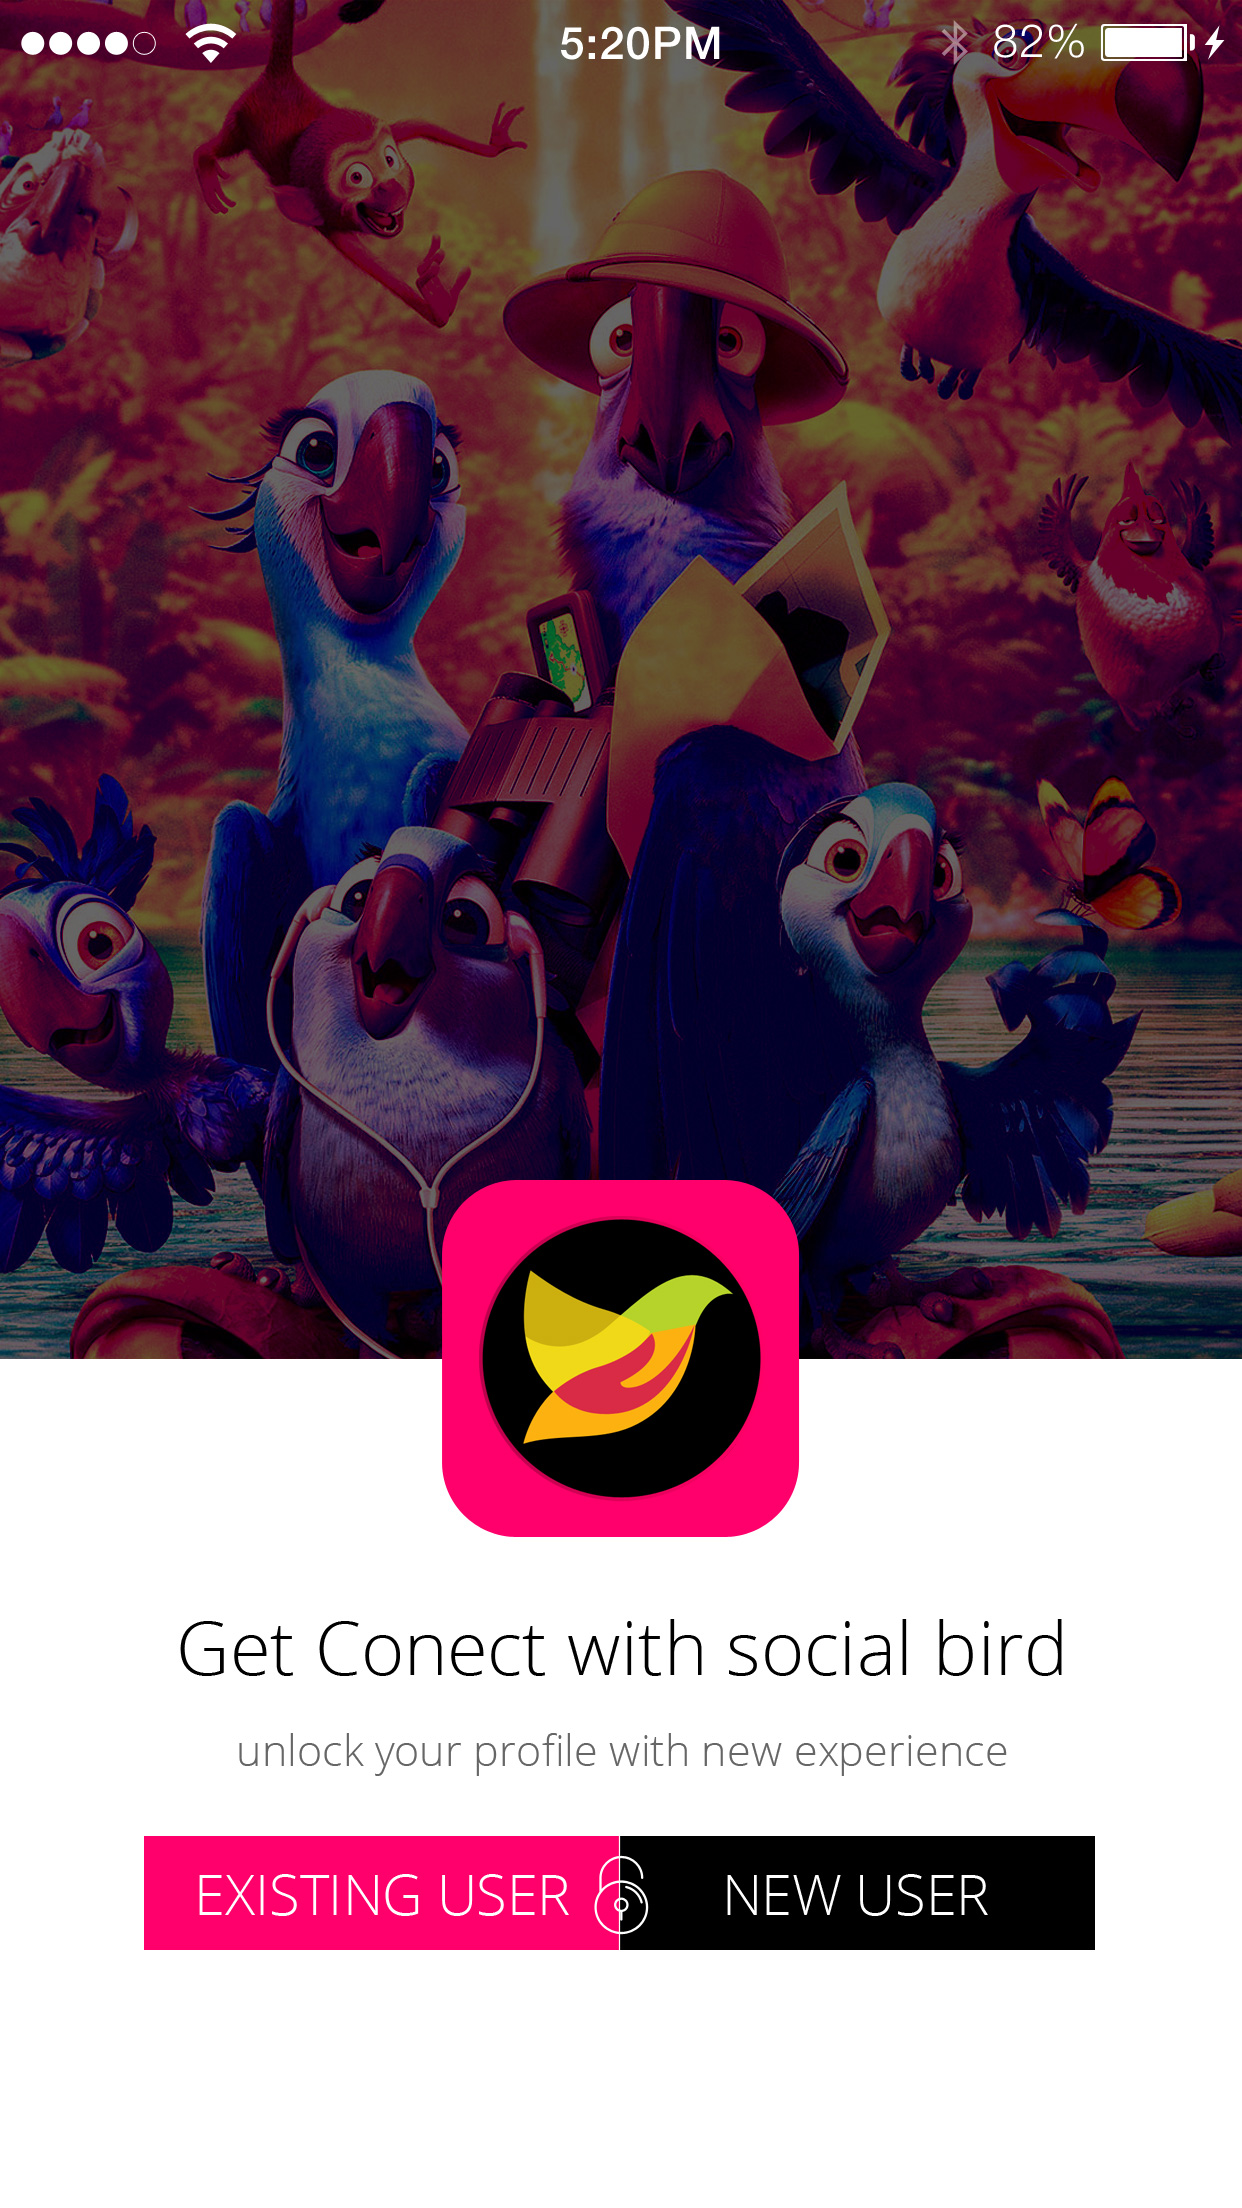 5:20PM 82%
Get Conect with social bird
unlock your profile with new experience
EXISTING USER NEW USER